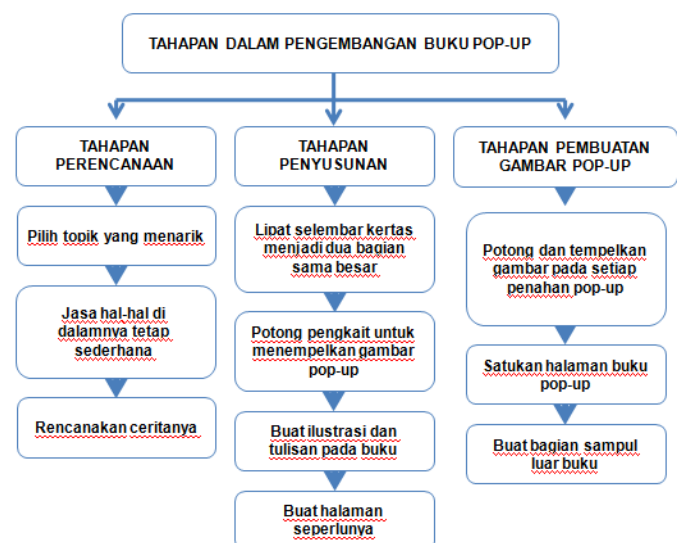 TAHAPAN DALAM PENGEMBANGAN BUKU POP-UP
TAHAPAN
PERENCANAAN
Pilih topik yang menarik
Jasa hal-hal di
dalamnya tetap
sederhana
Rencanakan ceritanya
TAHAPAN
PENYUSUNAN
Lipat selembar kertas
menjadi dua bagian
sama besar
Potong pengkait untuk
menempelkan gambar
pop-up
Buat ilustrasi dan
tulisan pada buku
Buat halaman
seperlunya
TAHAPAN PEMBUATAN
GAMBAR POP-UP
Potong dan tempelkan
gambar pada setiap
penahan pop-up
Satukan halaman buku
pop-up
Buat bagian sampul
luar buku